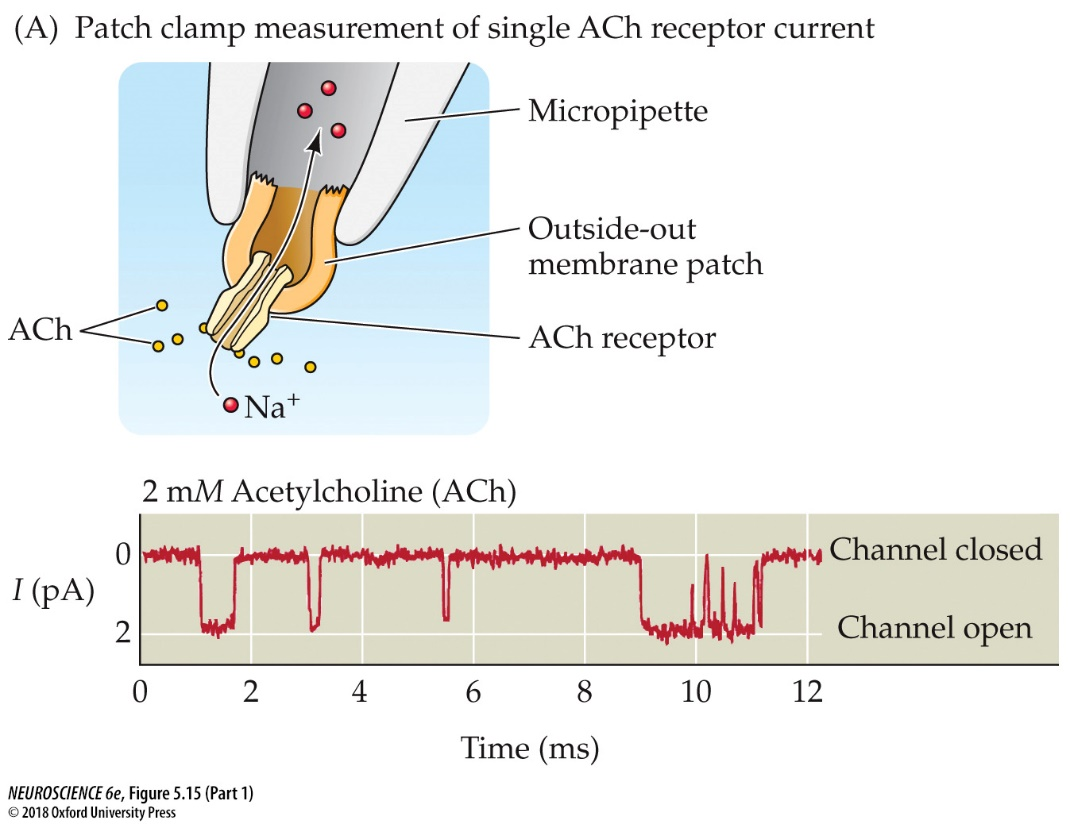 (A) Patch clamp measurement of single ACh receptor current
Micropipette
Outside-out
membrane patch
ACh
ACh receptor
Na⁺
2 mM Acetylcholine (ACh)
0
Channel closed
I (pA)
2
Channel open
0 2 4 6 8 10 12
Time (ms)
NEUROSCIENCE 6e, Figure 5.15 (Part 1)
© 2018 Oxford University Press